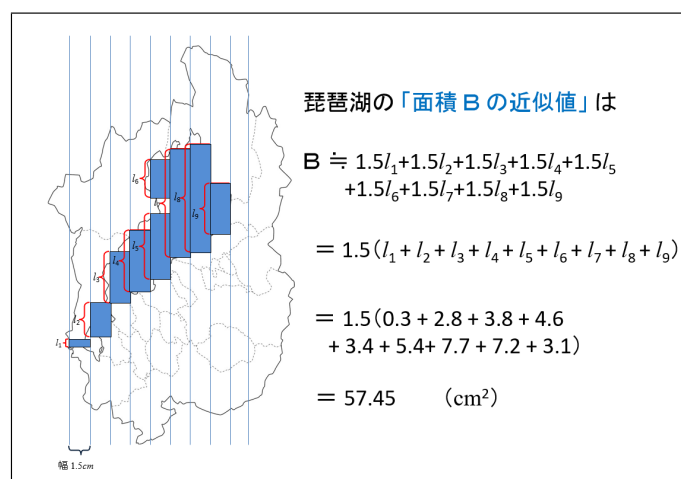 琵琶湖の「面積Bの近似値」は
B ≒ 1.5l₁+1.5l₂+1.5l₃+1.5l₄+1.5l₅
+1.5l₆+1.5l₇+1.5l₈+1.5l₉
= 1.5(l₁ + l₂ + l₃ + l₄ + l₅ + l₆ + l₇ + l₈ + l₉)
= 1.5(0.3 + 2.8 + 3.8 + 4.6
+ 3.4 + 5.4+ 7.7 + 7.2 + 3.1)
= 57.45 (cm²)
l₆
l₈
l₉
l₅
l₄
l₃
l₂
l₁
幅 1.5cm